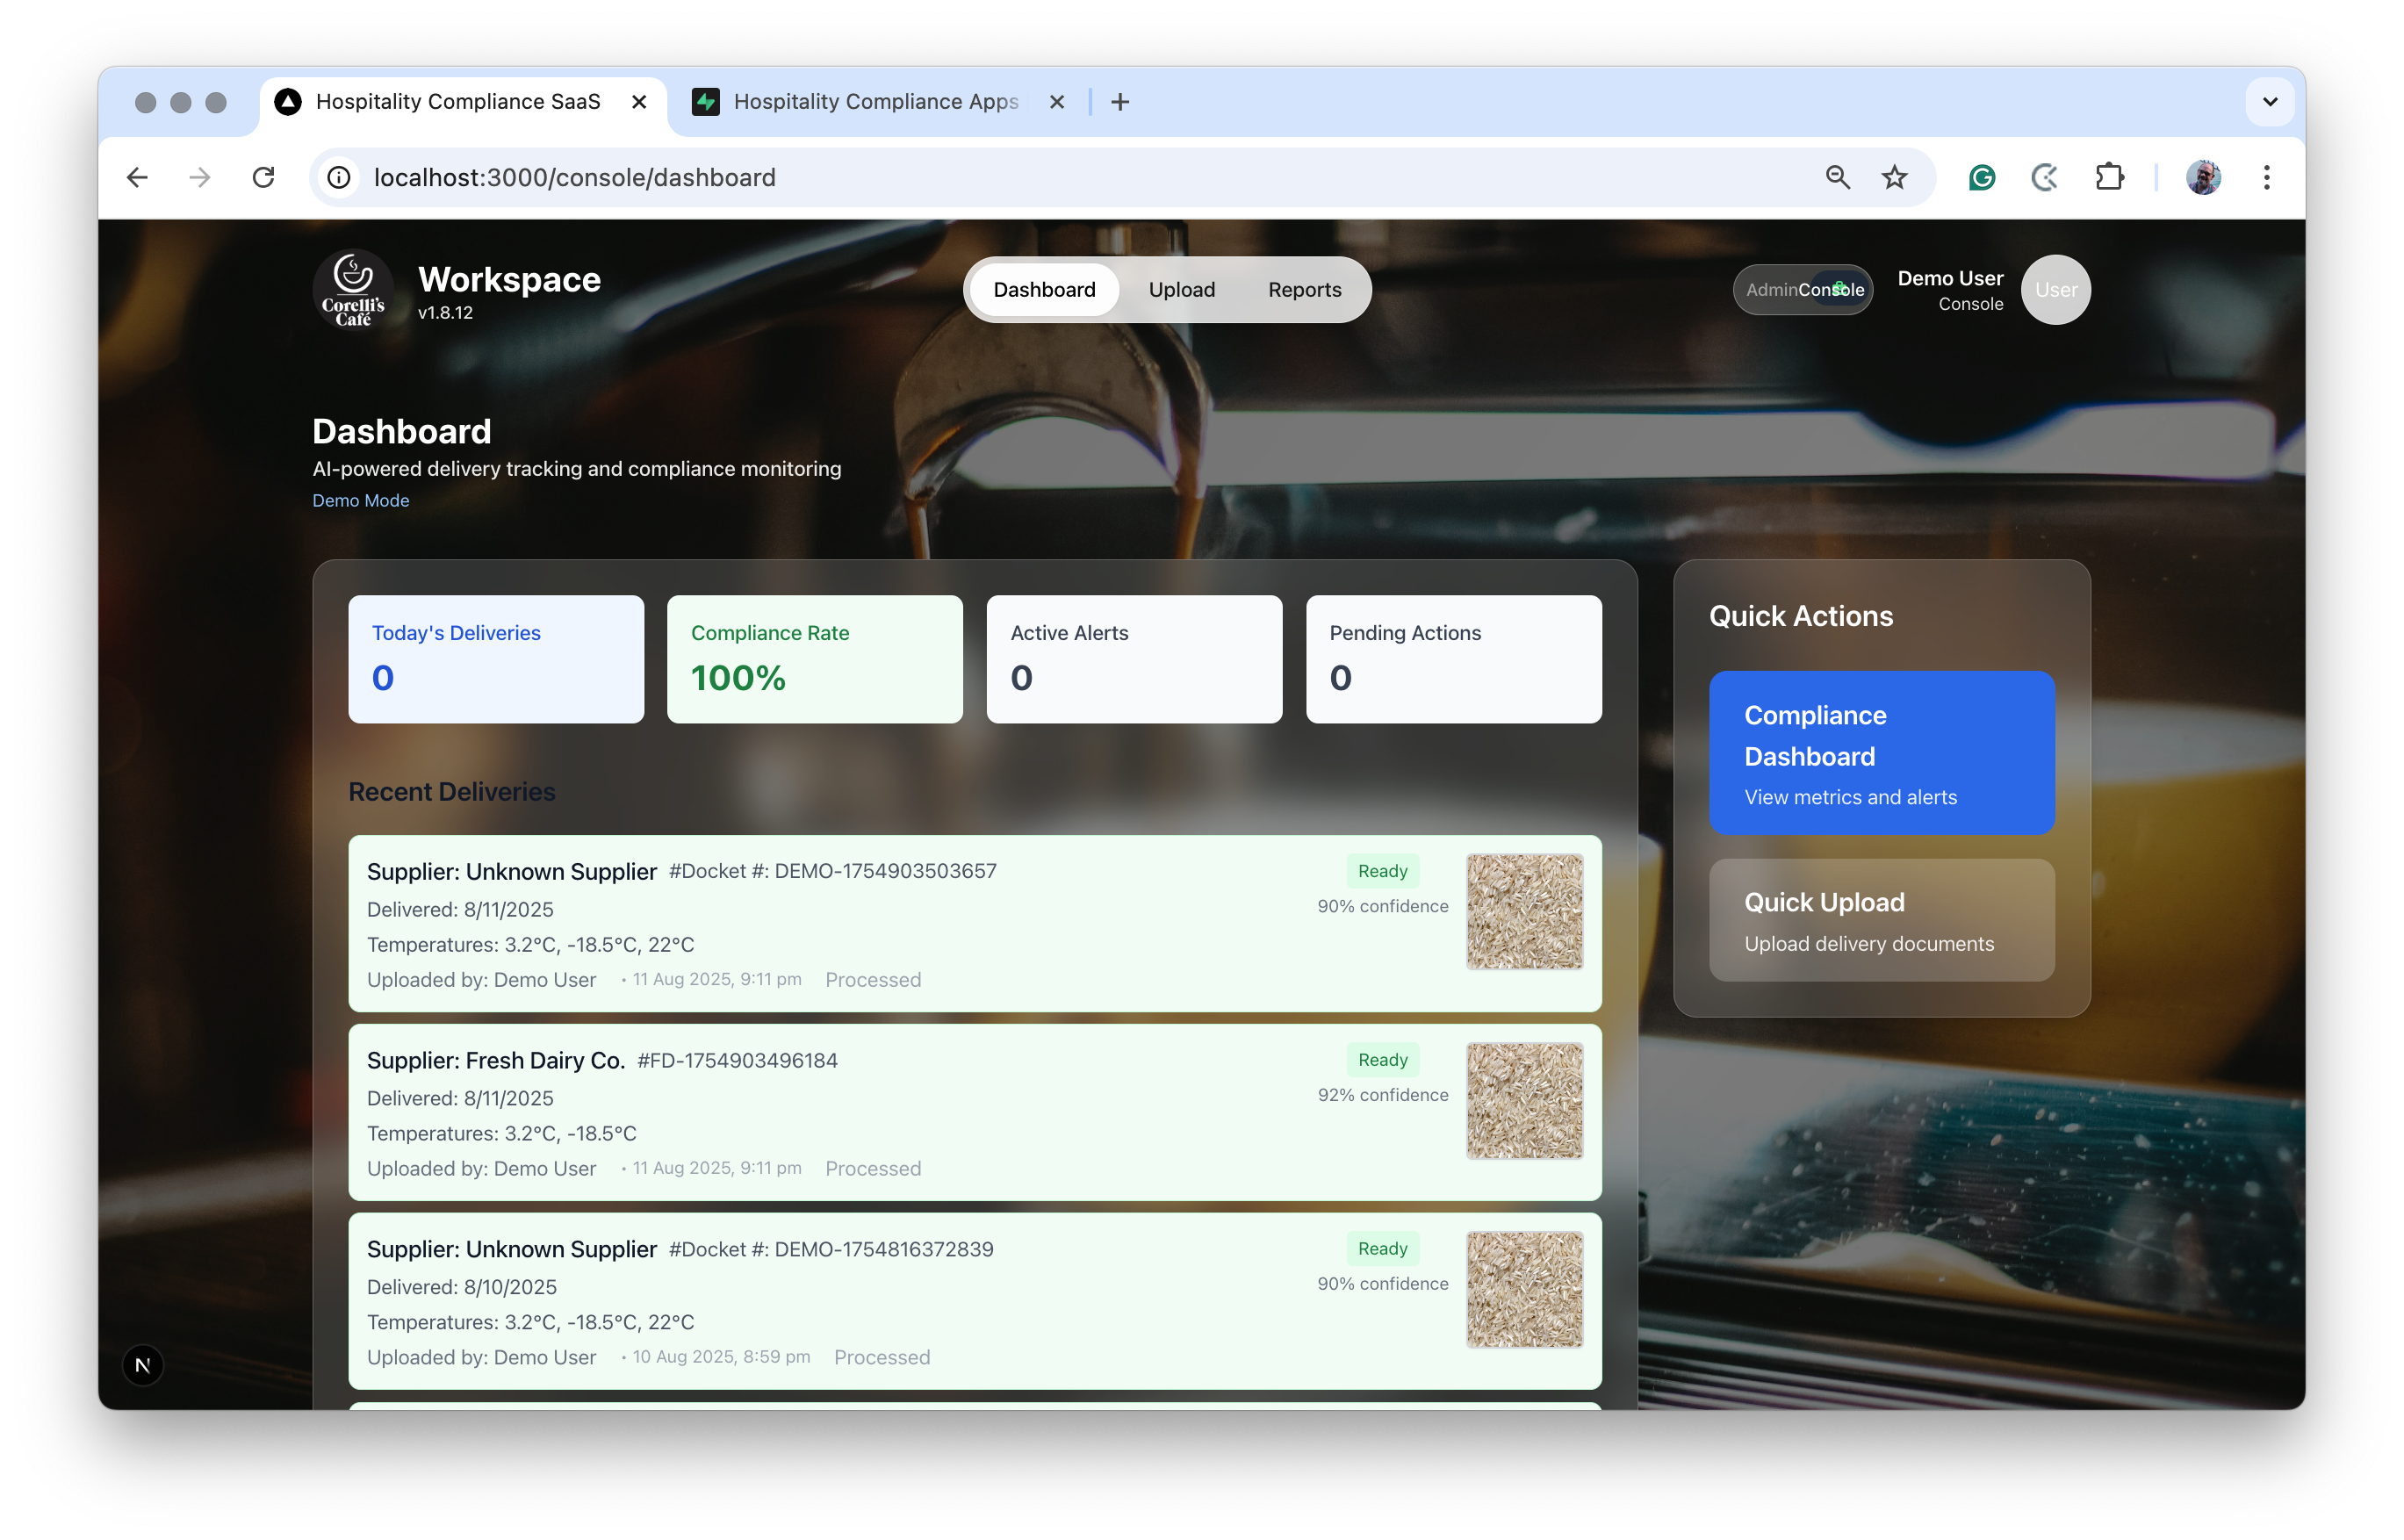 Hospitality Compliance SaaS
Hospitality Compliance Apps
localhost:3000/console/dashboard
Corelli's
Café
Workspace
v1.8.12
Dashboard
Upload
Reports
Admin
Console
Demo User
Console
User
Dashboard
AI-powered delivery tracking and compliance monitoring
Demo Mode
Today's Deliveries
0
Compliance Rate
100%
Active Alerts
0
Pending Actions
0
Recent Deliveries
Supplier: Unknown Supplier #Docket #: DEMO-1754903503657
Delivered: 8/11/2025
Temperatures: 3.2°C, -18.5°C, 22°C
Uploaded by: Demo User • 11 Aug 2025, 9:11 pm Processed
Ready
90% confidence
Supplier: Fresh Dairy Co. #FD-1754903496184
Delivered: 8/11/2025
Temperatures: 3.2°C, -18.5°C
Uploaded by: Demo User • 11 Aug 2025, 9:11 pm Processed
Ready
92% confidence
Supplier: Unknown Supplier #Docket #: DEMO-1754816372839
Delivered: 8/10/2025
Temperatures: 3.2°C, -18.5°C, 22°C
Uploaded by: Demo User • 10 Aug 2025, 8:59 pm Processed
Ready
90% confidence
Quick Actions
Compliance
Dashboard
View metrics and alerts
Quick Upload
Upload delivery documents
N